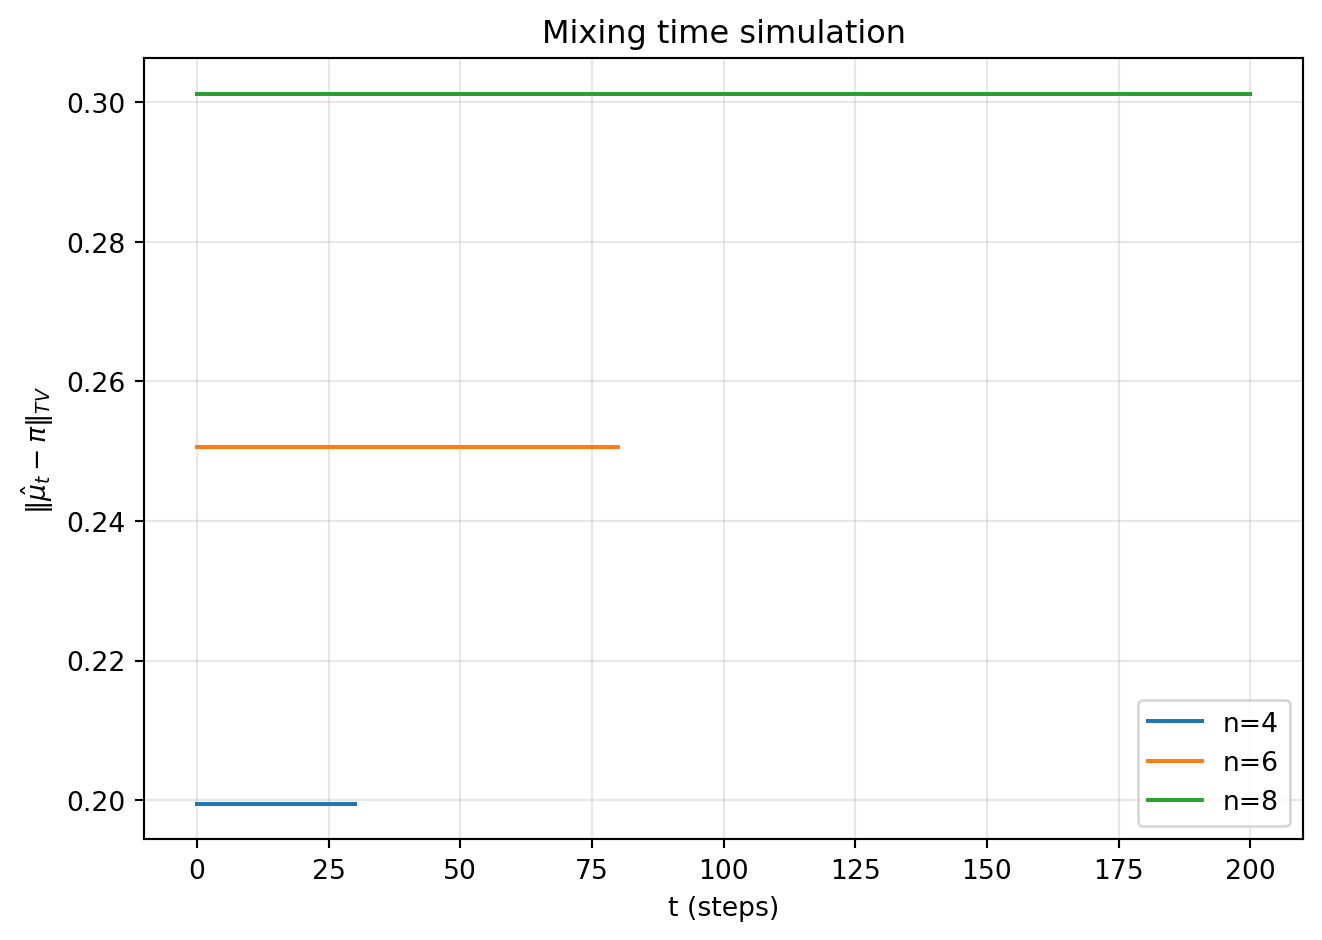 Mixing time simulation
0.30
0.28
0.26
0.24
0.22
0.20
‖μ̂_t − π‖_TV
0 25 50 75 100 125 150 175 200
t (steps)
n=4
n=6
n=8